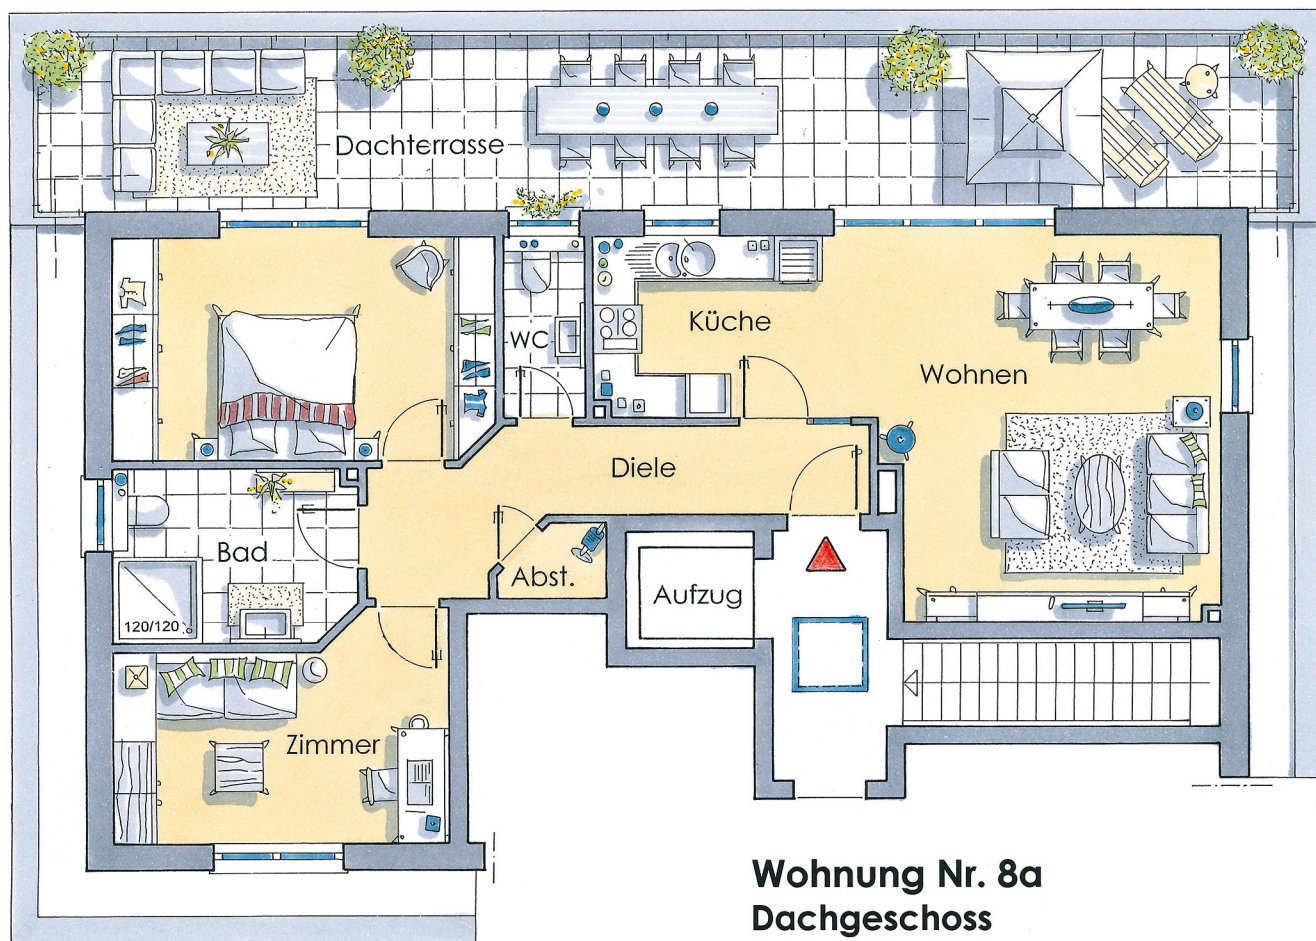 Dachterrasse
WC
Küche
Wohnen
Diele
Bad
Abst.
Aufzug
120/120
Zimmer
Wohnung Nr. 8a
Dachgeschoss